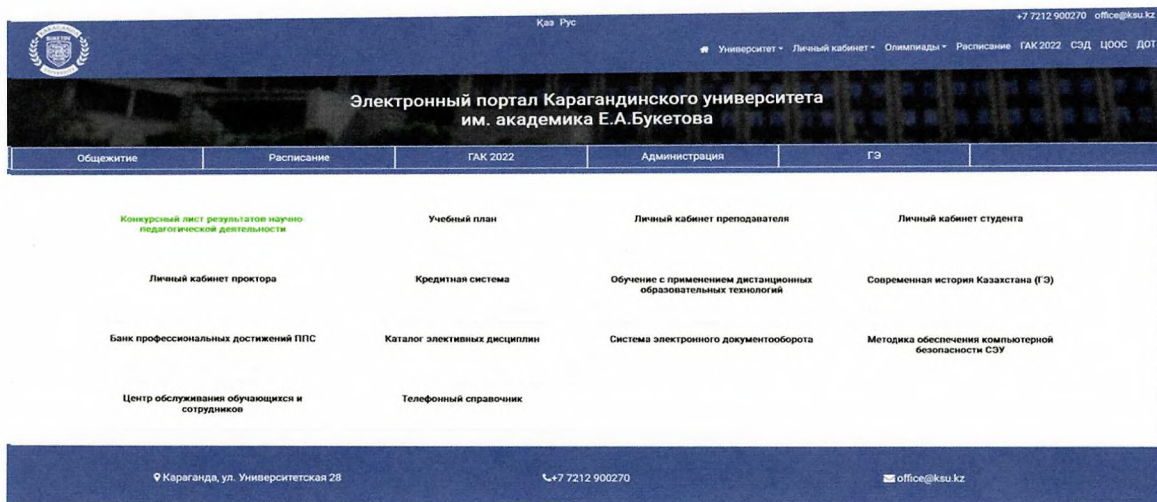 Қаз Рус
+7 7212 900270 office@ksu.kz
KARAGANDA
BUKETOV
UNIVERSITY
Университет Личный кабинет Олимпиады Расписание ГАК 2022 СЭД ЦООС ДОТ
Электронный портал Карагандинского университета
им. академика Е.А.Букетова
Общежитие Расписание ГАК 2022 Администрация ГЭ
Конкурсный лист результатов научно-
педагогической деятельности
Учебный план
Личный кабинет преподавателя
Личный кабинет студента
Личный кабинет проктора
Кредитная система
Обучение с применением дистанционных
образовательных технологий
Современная история Казахстана (ГЭ)
Банк профессиональных достижений ППС
Каталог элективных дисциплин
Система электронного документооборота
Методика обеспечения компьютерной
безопасности СЭУ
Центр обслуживания обучающихся и
сотрудников
Телефонный справочник
Караганда, ул. Университетская 28
+7 7212 900270
office@ksu.kz